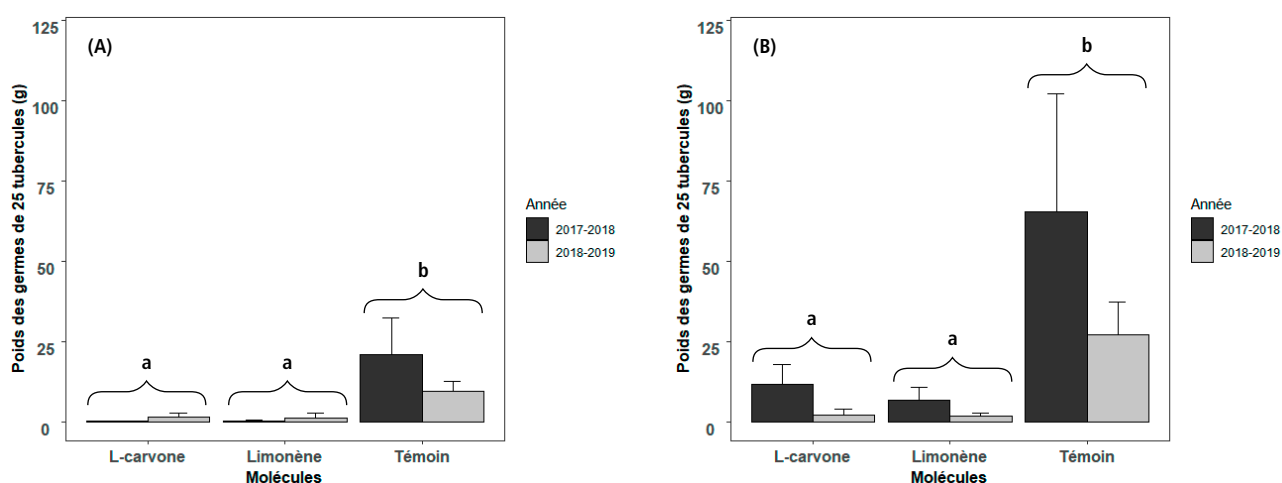 (A)
Poids des germes de 25 tubercules (g)
125
100
75
50
25
0
a
a
b
L-carvone
Limonène
Témoin
Molécules
Année
2017-2018
2018-2019
(B)
Poids des germes de 25 tubercules (g)
125
100
75
50
25
0
a
a
b
L-carvone
Limonène
Témoin
Molécules
Année
2017-2018
2018-2019